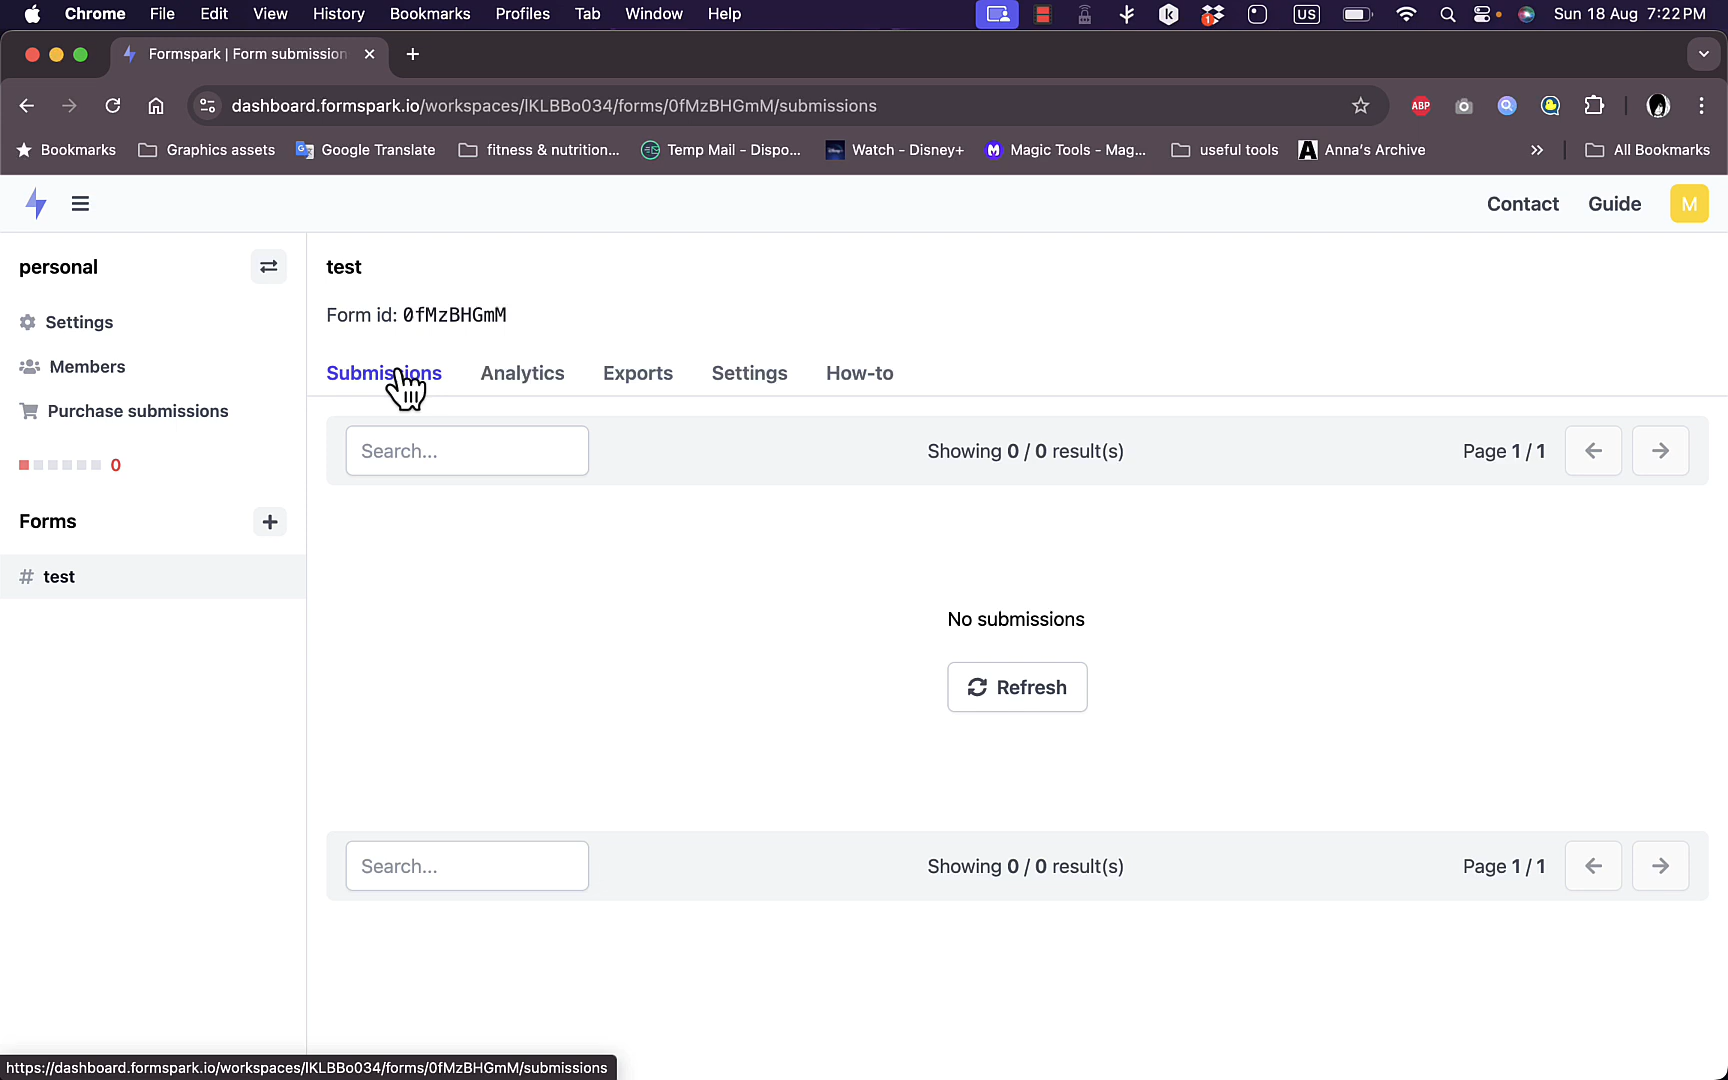 Chrome File Edit View History Bookmarks Profiles Tab Window Help US Sun 18 Aug 7:22 PM
Formspark | Form submission
dashboard.formspark.io/workspaces/lKLBBo034/forms/0fMzBHGmM/submissions ABP
Bookmarks Graphics assets Google Translate fitness & nutrition... Temp Mail - Dispo... Watch - Disney+ Magic Tools - Mag... useful tools Anna's Archive All Bookmarks
Contact Guide M
personal
Settings
Members
Purchase submissions
0
Forms
# test
test
Form id: 0fMzBHGmM
Submissions Analytics Exports Settings How-to
Search... Showing 0 / 0 result(s) Page 1 / 1
No submissions
Refresh
Search... Showing 0 / 0 result(s) Page 1 / 1
https://dashboard.formspark.io/workspaces/lKLBBo034/forms/0fMzBHGmM/submissions